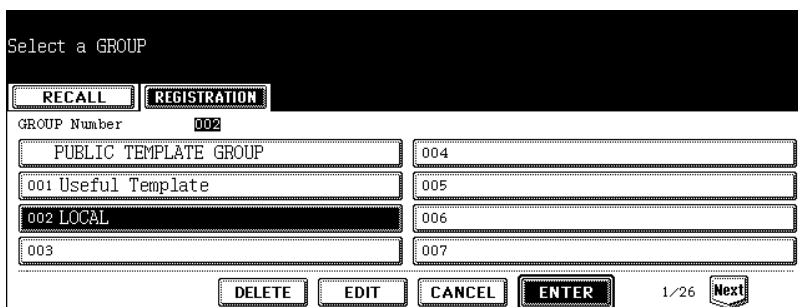 Select a GROUP
RECALL REGISTRATION
GROUP Number 002
PUBLIC TEMPLATE GROUP 004
001 Useful Template 005
002 LOCAL 006
003 007
DELETE EDIT CANCEL ENTER 1/26 Next